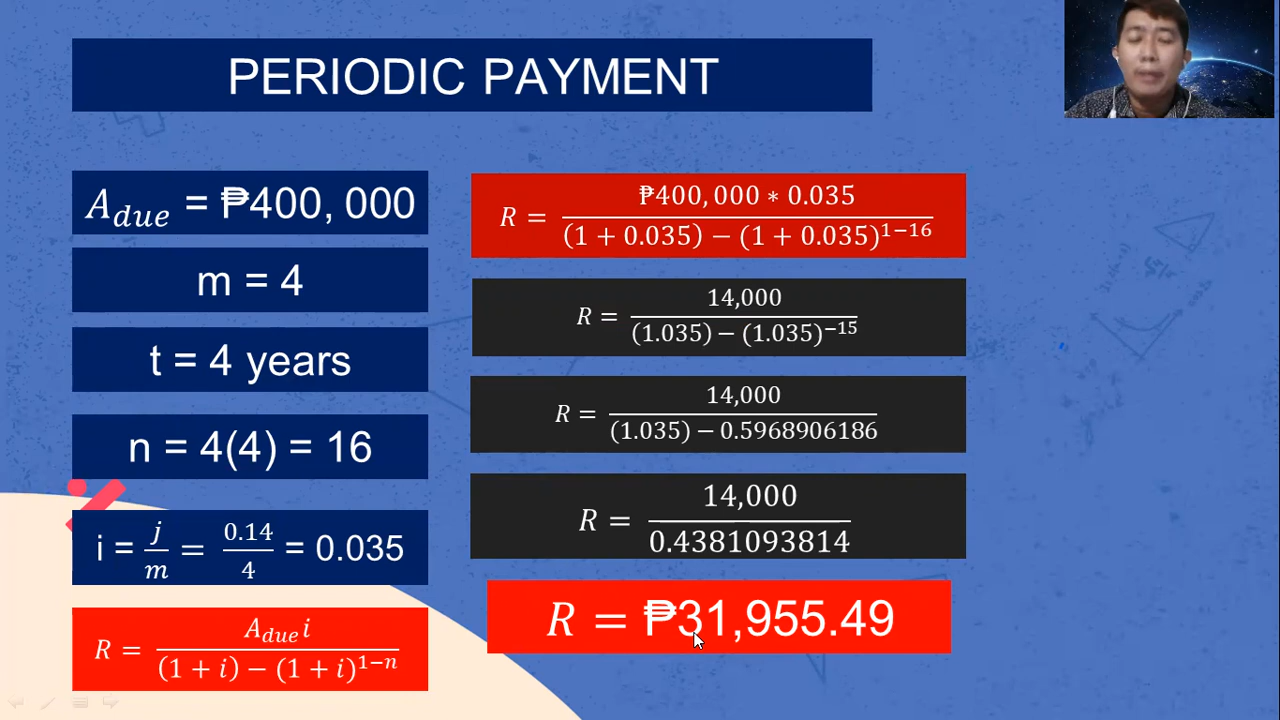 PERIODIC PAYMENT
A_due = ₱400, 000
m = 4
t = 4 years
n = 4(4) = 16
i = j/m = 0.14/4 = 0.035
R = A_due i / (1 + i) − (1 + i)^1−n
R = ₱400, 000 ∗ 0.035 / (1 + 0.035) − (1 + 0.035)^1−16
R = 14,000 / (1.035) − (1.035)^−15
R = 14,000 / (1.035) − 0.5968906186
R = 14,000 / 0.4381093814
R = ₱31,955.49